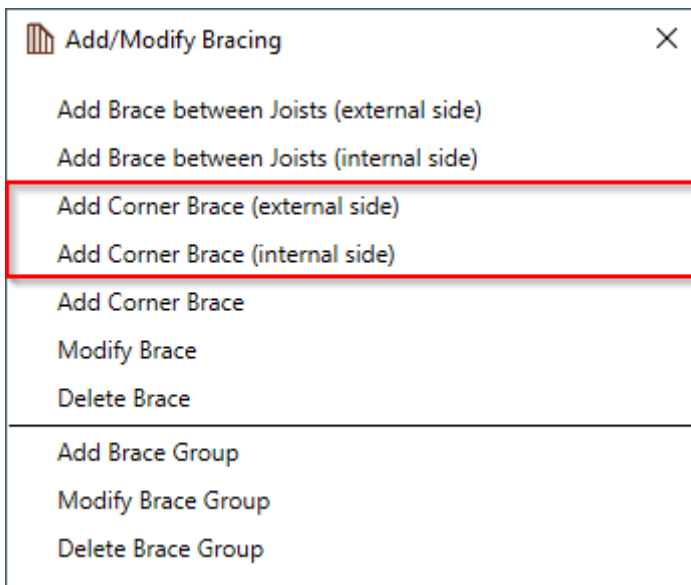 Add/Modify Bracing
Add Brace between Joists (external side)
Add Brace between Joists (internal side)
Add Corner Brace (external side)
Add Corner Brace (internal side)
Add Corner Brace
Modify Brace
Delete Brace
Add Brace Group
Modify Brace Group
Delete Brace Group